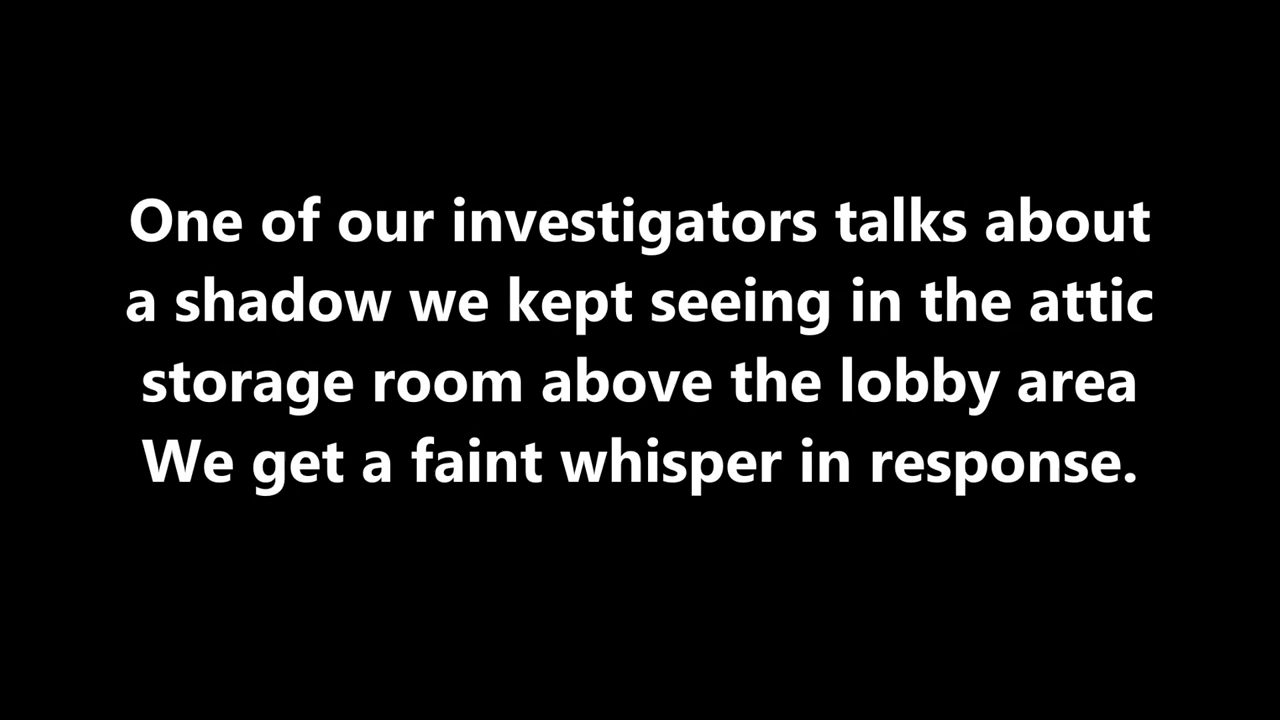 One of our investigators talks about
a shadow we kept seeing in the attic
storage room above the lobby area
We get a faint whisper in response.